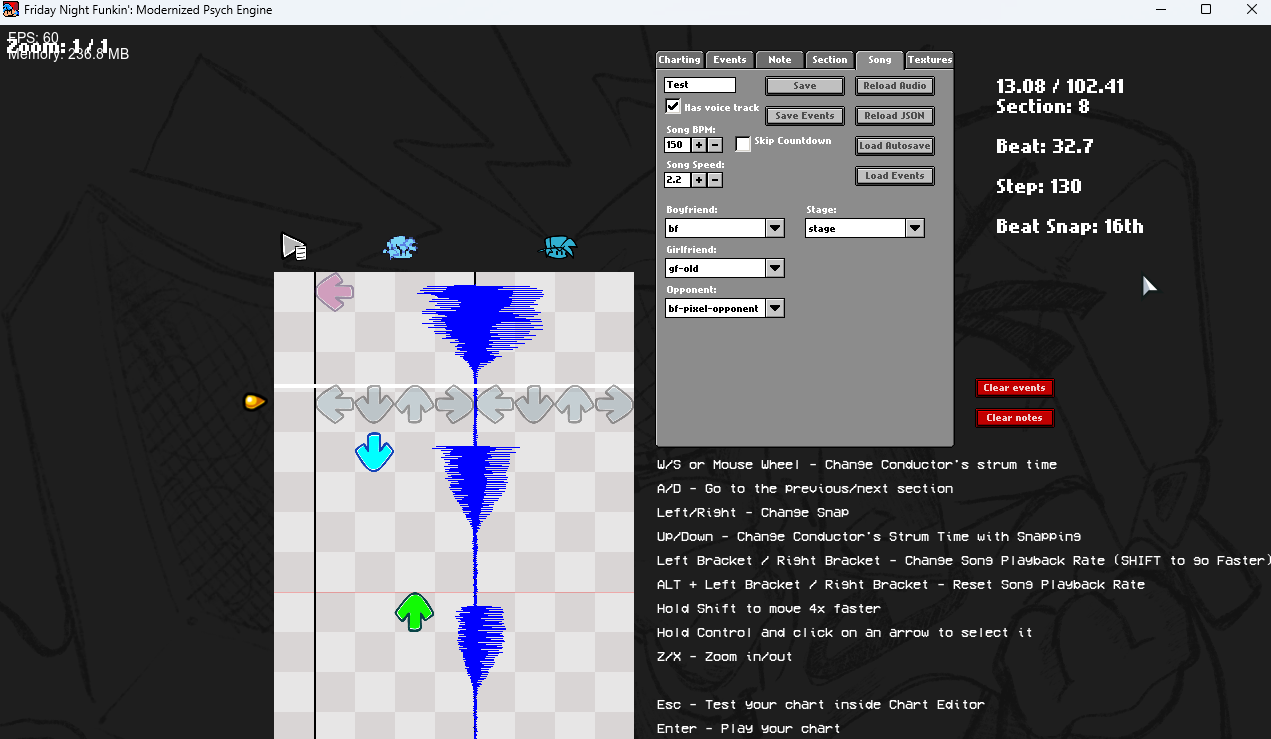 Friday Night Funkin': Modernized Psych Engine
FPS: 60
Zoom: 1 / 1
Memory: 236.8 MB
Charting Events Note Section Song Textures
Test Save Reload Audio
Has voice track
Save Events Reload JSON
Song BPM:
150 + - Skip Countdown Load Autosave
Song Speed:
2.2 + - Load Events
Boyfriend: Stage:
bf stage
Girlfriend:
gf-old
Opponent:
bf-pixel-opponent
13.08 / 102.41
Section: 8
Beat: 32.7
Step: 130
Beat Snap: 16th
Clear events
Clear notes
W/S or Mouse Wheel - Change Conductor's strum time
A/D - Go to the previous/next section
Left/Right - Change Snap
Up/Down - Change Conductor's Strum Time with Snapping
Left Bracket / Right Bracket - Change Song Playback Rate (SHIFT to go Faster)
ALT + Left Bracket / Right Bracket - Reset Song Playback Rate
Hold Shift to move 4x faster
Hold Control and click on an arrow to select it
Z/X - Zoom in/out
Esc - Test your chart inside Chart Editor
Enter - Play your chart